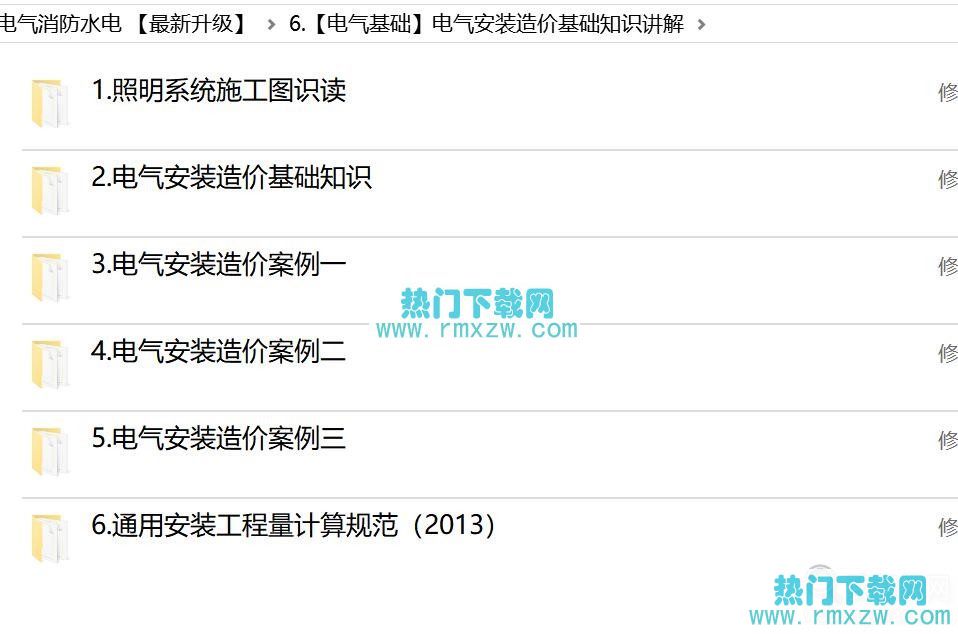 电气消防水电 【最新升级】 > 6.【电气基础】电气安装造价基础知识讲解 >
1.照明系统施工图识读
修
2.电气安装造价基础知识
修
3.电气安装造价案例一
修
热门下载网
www.rmxzw.com
4.电气安装造价案例二
修
5.电气安装造价案例三
修
6.通用安装工程量计算规范（2013）
修
热门下载网
www.rmxzw.com